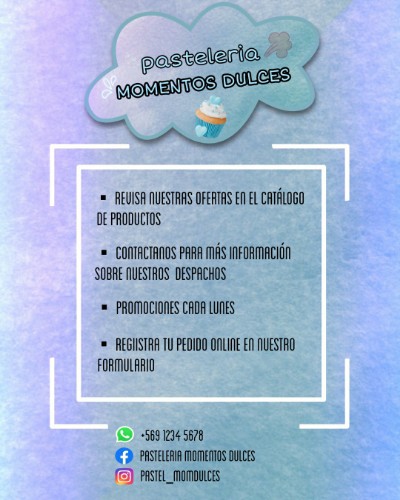 pasteleria
MOMENTOS DULCES
▪ REVISA NUESTRAS OFERTAS EN EL CATÁLOGO
DE PRODUCTOS
▪ CONTACTANOS PARA MÁS INFORMACIÓN
SOBRE NUESTROS DESPACHOS
▪ PROMOCIONES CADA LUNES
▪ REGIISTRA TU PEDIDO ONLINE EN NUESTRO
FORMULARIO
+569 1234 5678
PASTELERIA MOMENTOS DULCES
PASTEL_MOMDULCES